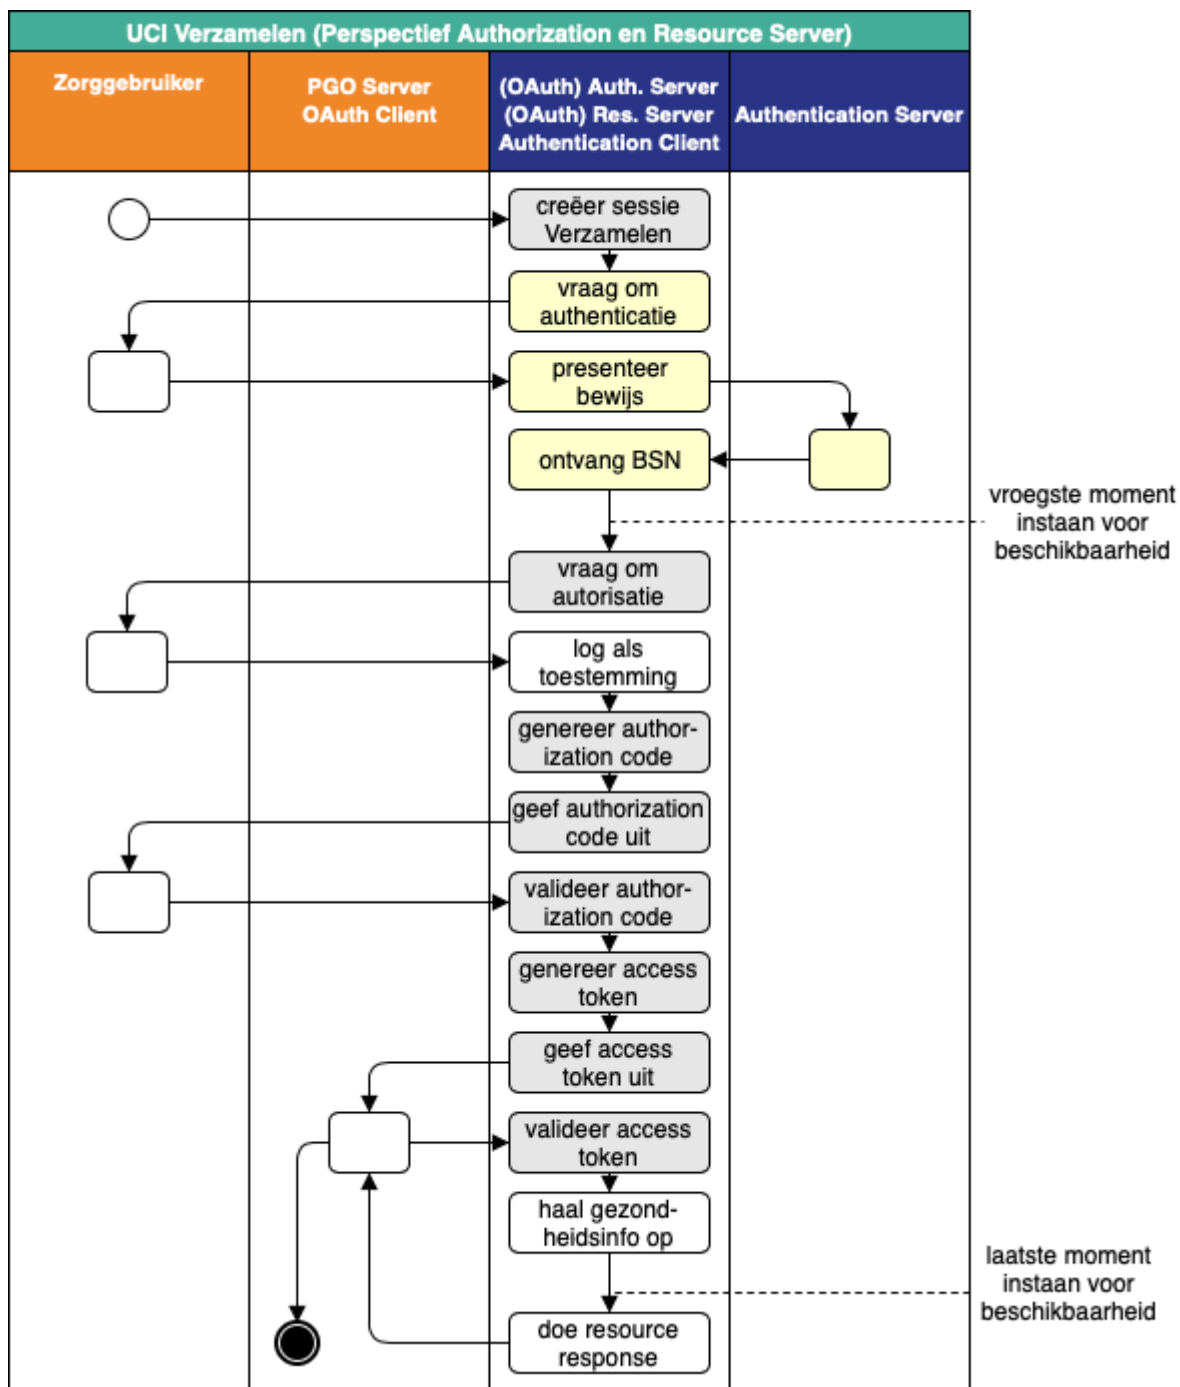 UCI Verzamelen (Perspectief Authorization en Resource Server)
Zorggebruiker
PGO Server
OAuth Client
(OAuth) Auth. Server
(OAuth) Res. Server
Authentication Client
Authentication Server
creëer sessie
Verzamelen
vraag om
authenticatie
presenteer
bewijs
ontvang BSN
vroegste moment
instaan voor
beschikbaarheid
vraag om
autorisatie
log als
toestemming
genereer author-
ization code
geef authorization
code uit
valideer author-
ization code
genereer access
token
geef access
token uit
valideer access
token
haal gezond-
heidsinfo op
laatste moment
instaan voor
beschikbaarheid
doe resource
response